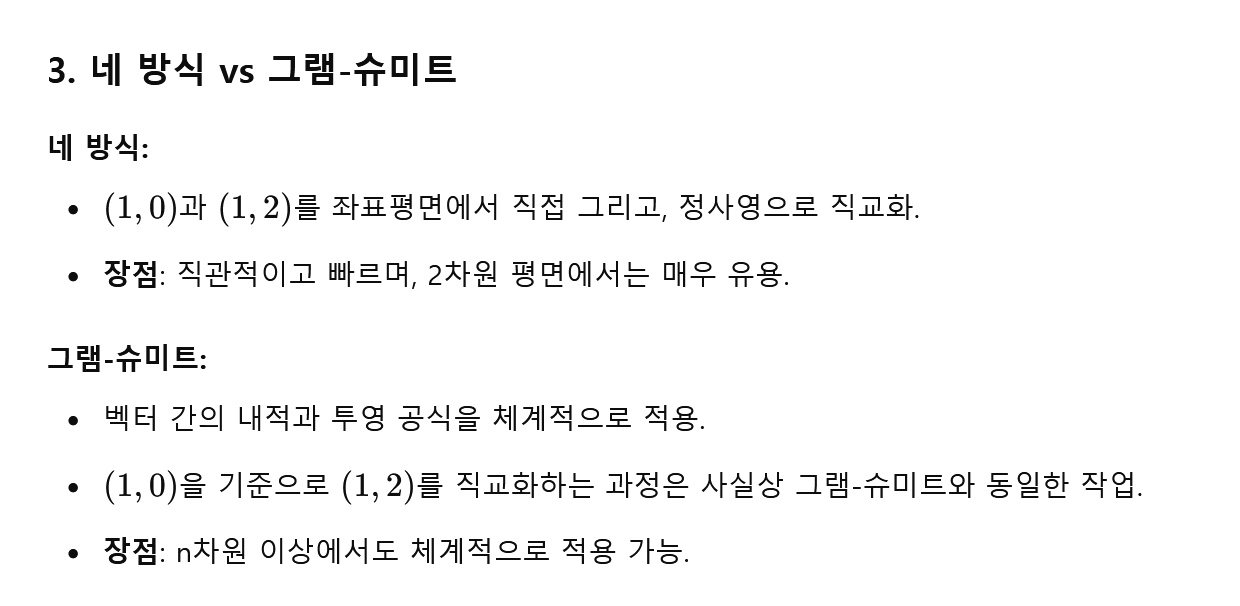 3. 네 방식 vs 그램-슈미트
네 방식:
• (1, 0)과 (1, 2)를 좌표평면에서 직접 그리고, 정사영으로 직교화.
• 장점: 직관적이고 빠르며, 2차원 평면에서는 매우 유용.
그램-슈미트:
• 벡터 간의 내적과 투영 공식을 체계적으로 적용.
• (1, 0)을 기준으로 (1, 2)를 직교화하는 과정은 사실상 그램-슈미트와 동일한 작업.
• 장점: n차원 이상에서도 체계적으로 적용 가능.